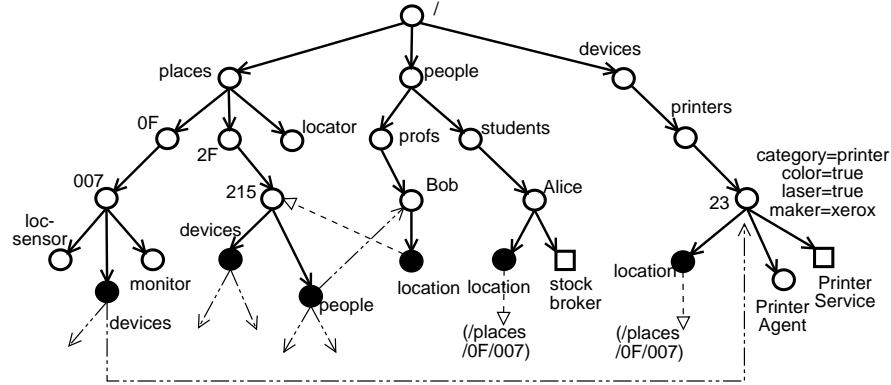 /
places
people
devices
0F
2F
locator
profs
students
printers
category=printer
color=true
laser=true
maker=xerox
007
215
Bob
Alice
23
loc-
sensor
monitor
devices
devices
people
location
location
stock
broker
(/places
/0F/007)
location
(/places
/0F/007)
Printer
Agent
Printer
Service